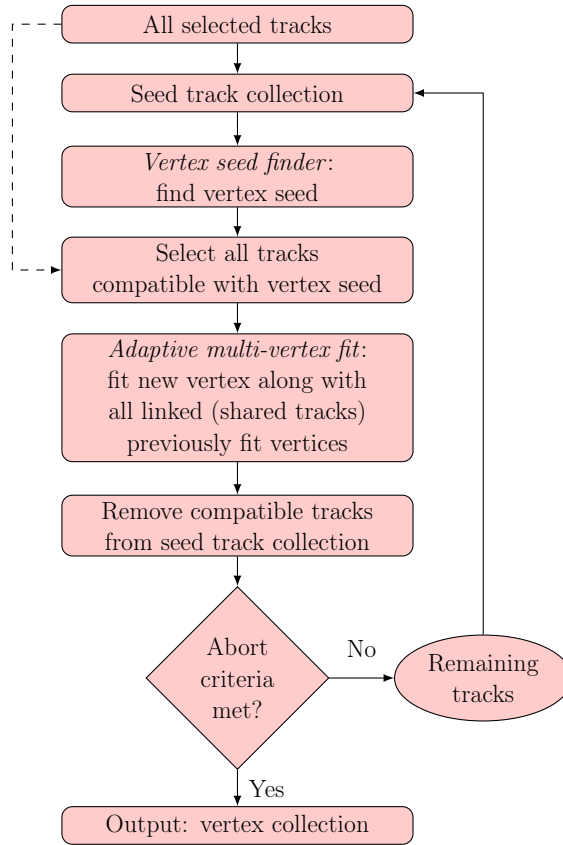 All selected tracks
Seed track collection
Vertex seed finder:
find vertex seed
Select all tracks
compatible with vertex seed
Adaptive multi-vertex fit:
fit new vertex along with
all linked (shared tracks)
previously fit vertices
Remove compatible tracks
from seed track collection
Abort
criteria
met?
No
Remaining
tracks
Yes
Output: vertex collection